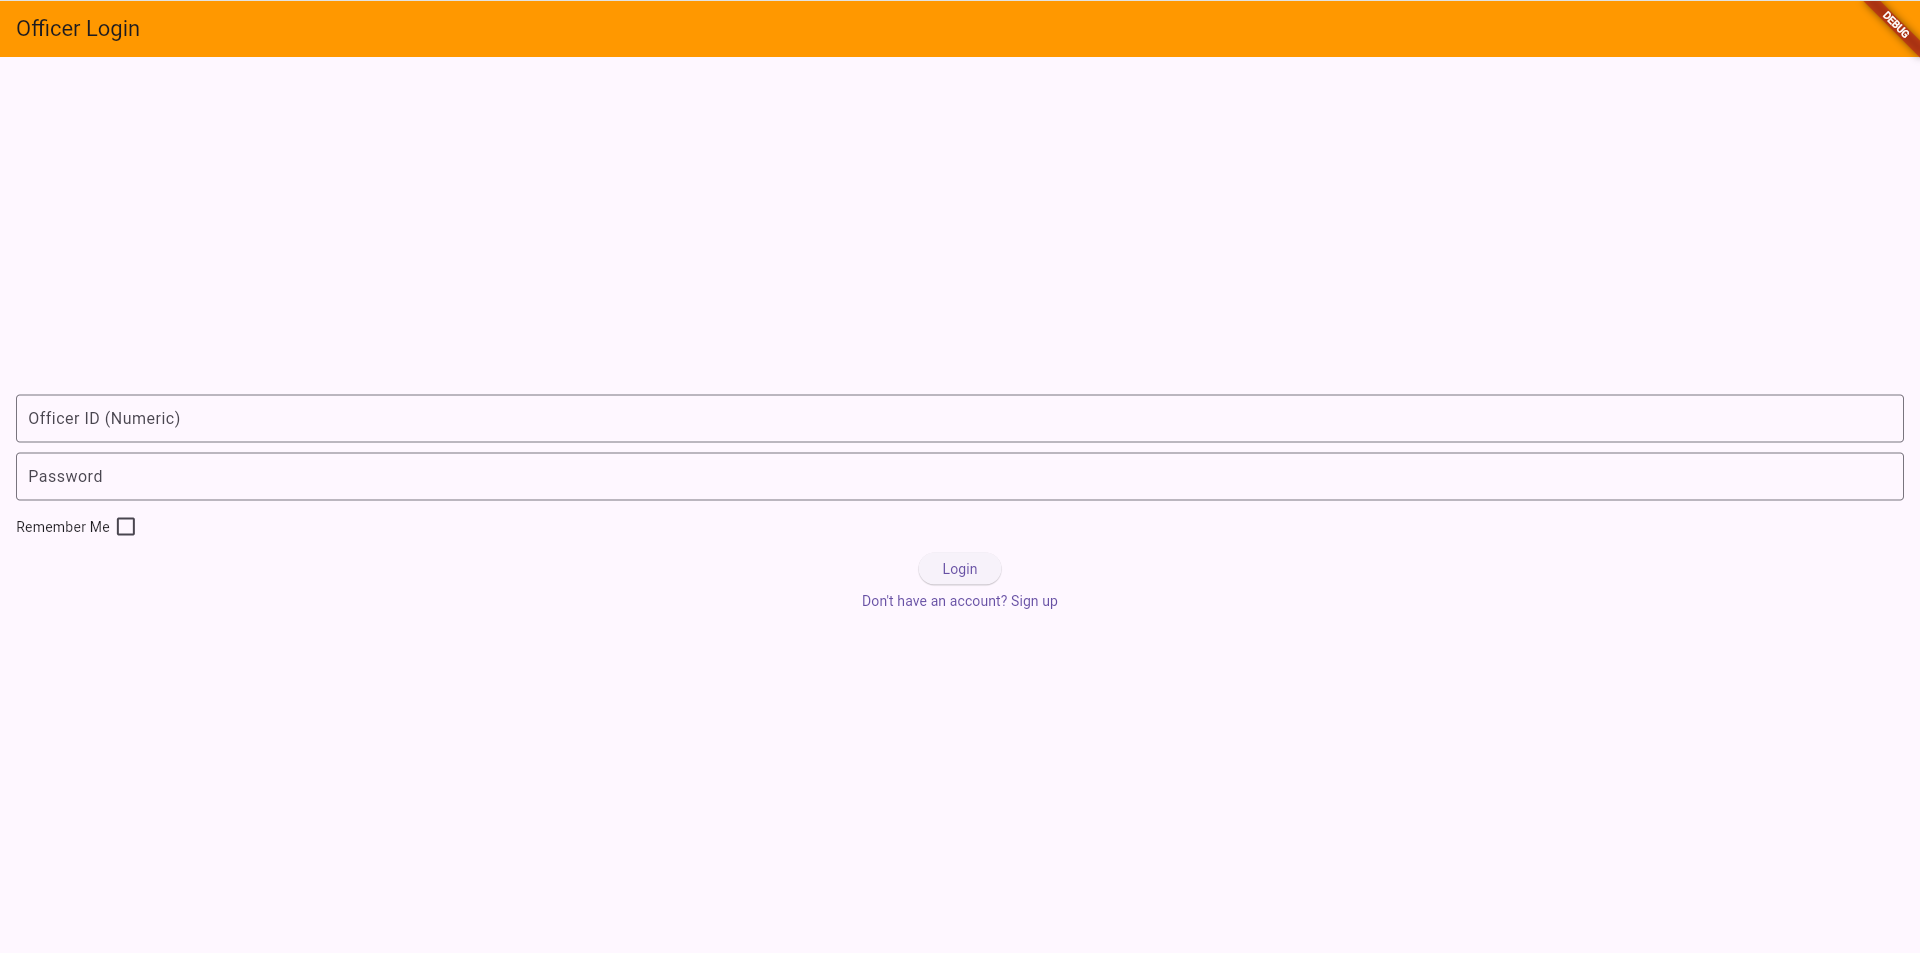 Officer Login
DEBUG
Officer ID (Numeric)
Password
Remember Me
Login
Don't have an account? Sign up